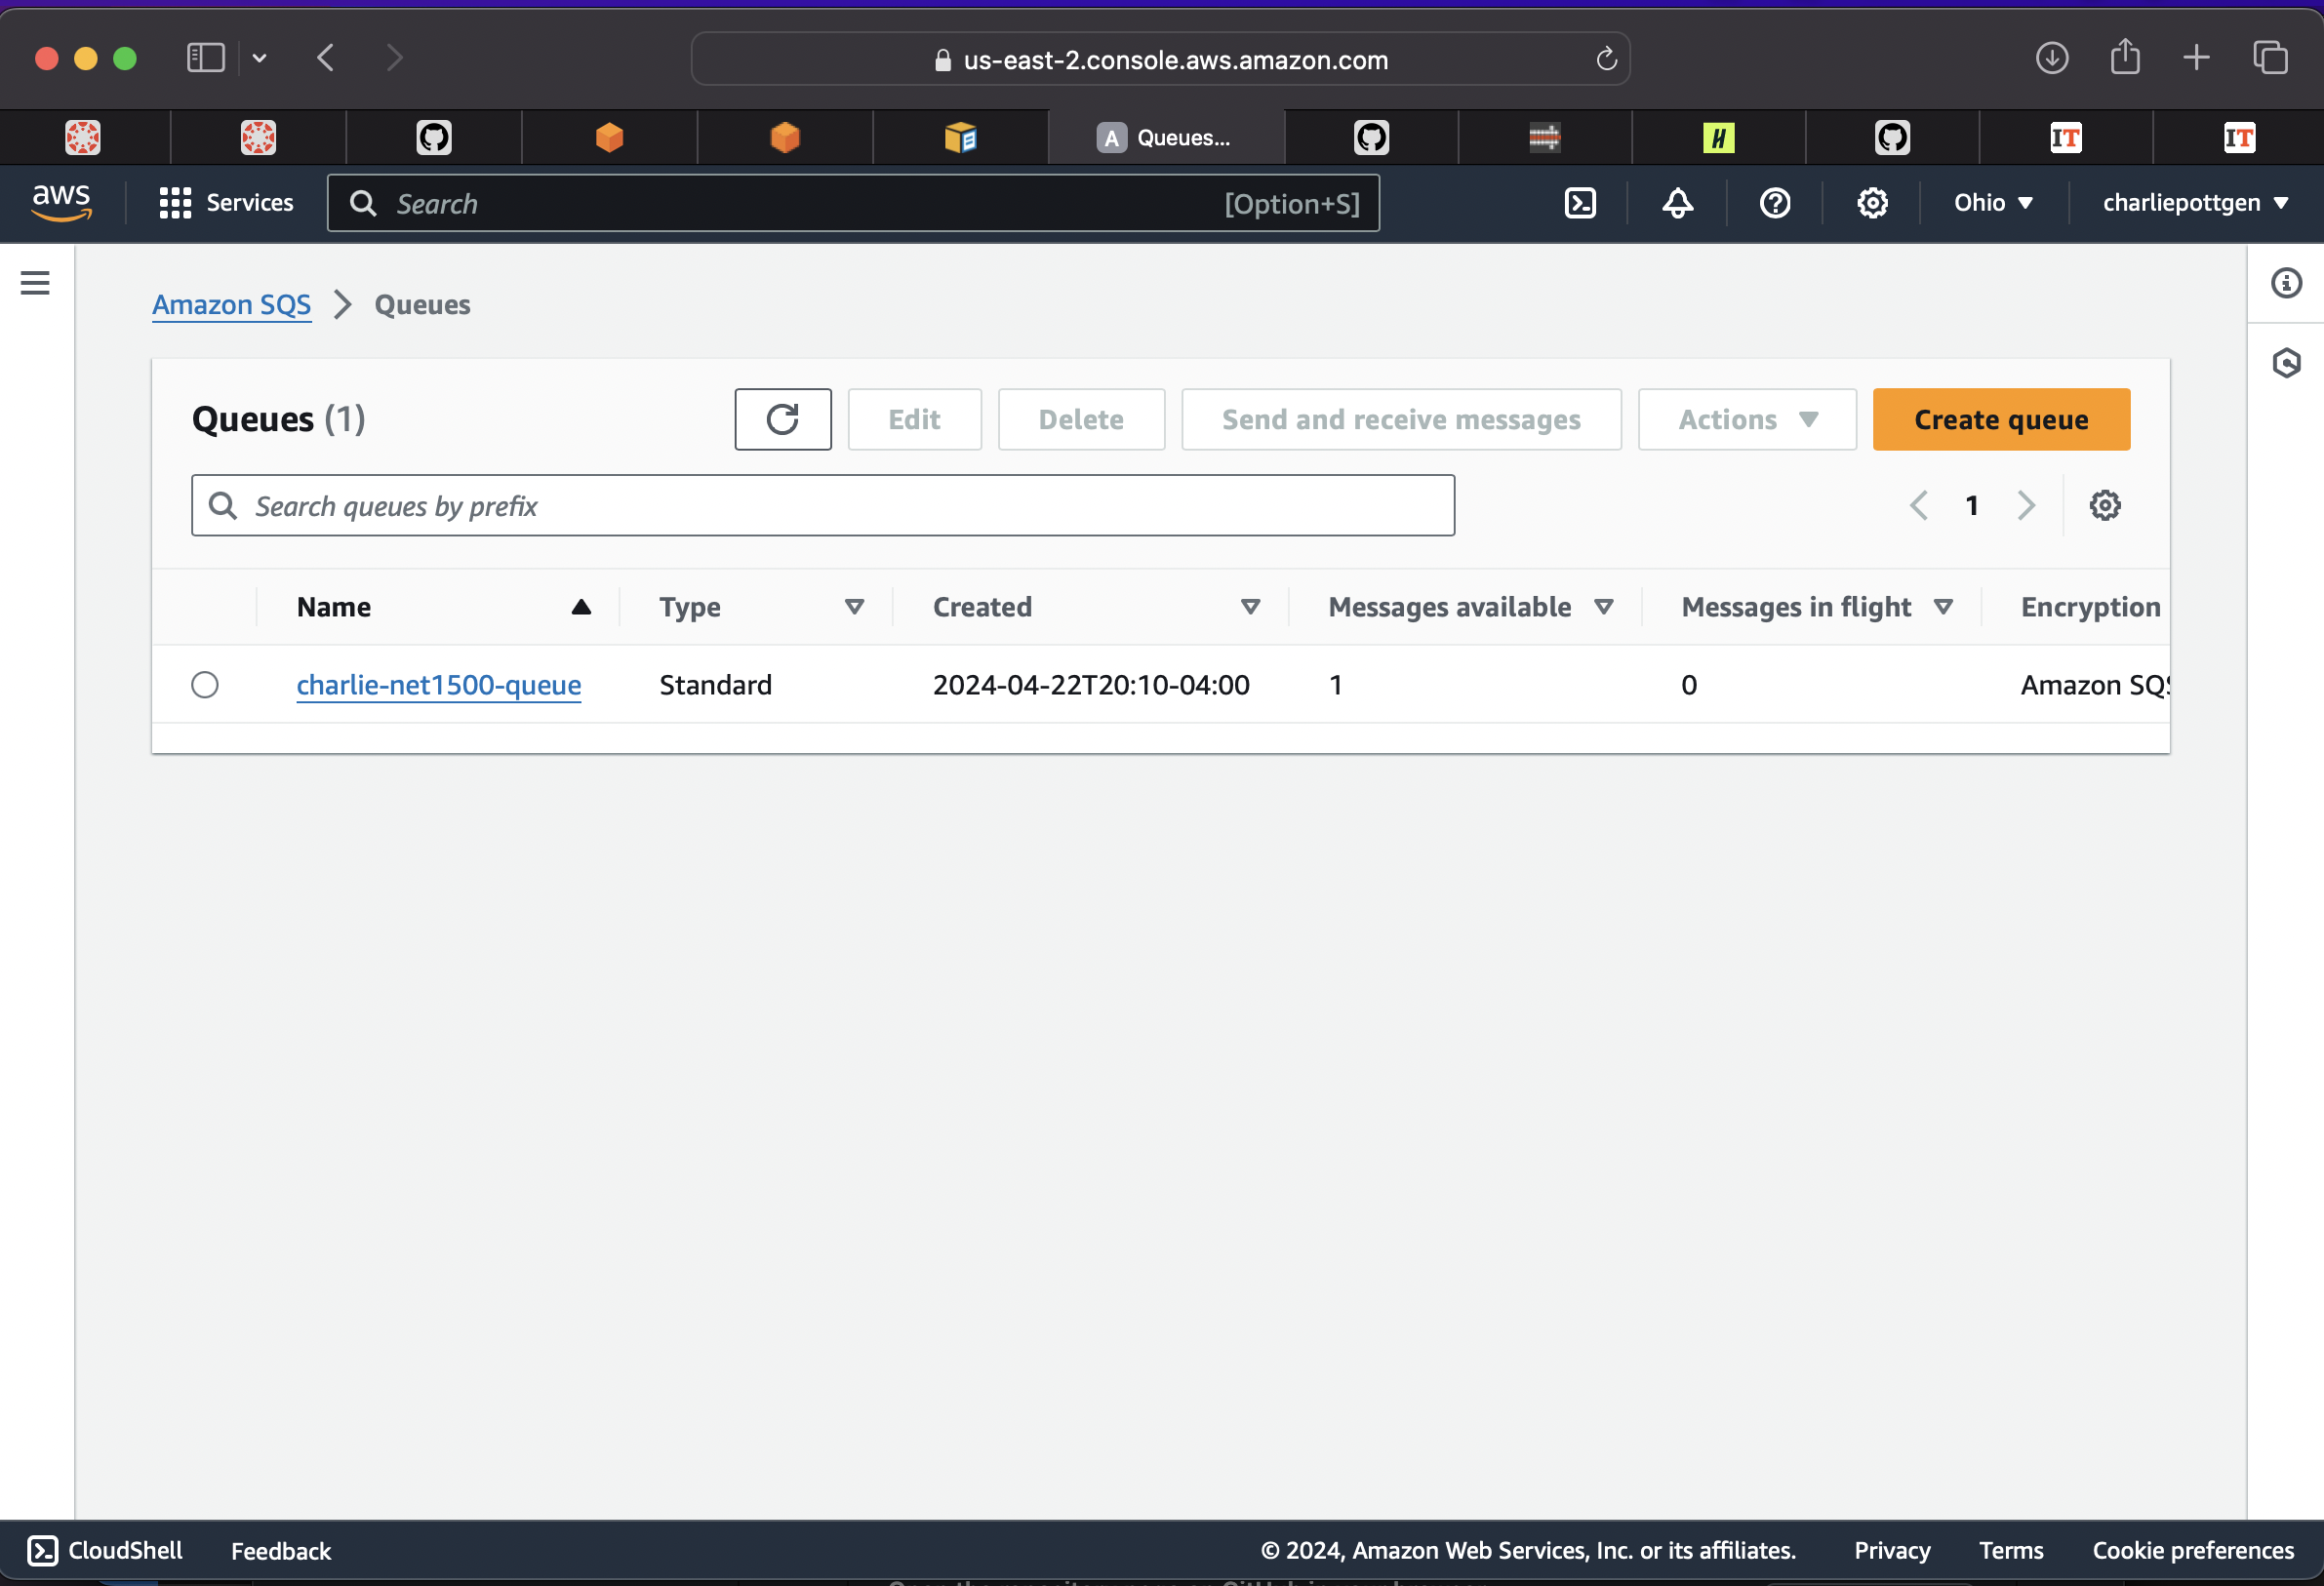 us-east-2.console.aws.amazon.com
A Queues...
H
IT
IT
aws
Services
Search
[Option+S]
Ohio
charliepottgen
Amazon SQS
Queues
Queues (1)
Edit
Delete
Send and receive messages
Actions
Create queue
Search queues by prefix
1
Name
Type
Created
Messages available
Messages in flight
Encryption
charlie-net1500-queue
Standard
2024-04-22T20:10-04:00
1
0
Amazon SQS
CloudShell
Feedback
© 2024, Amazon Web Services, Inc. or its affiliates.
Privacy
Terms
Cookie preferences